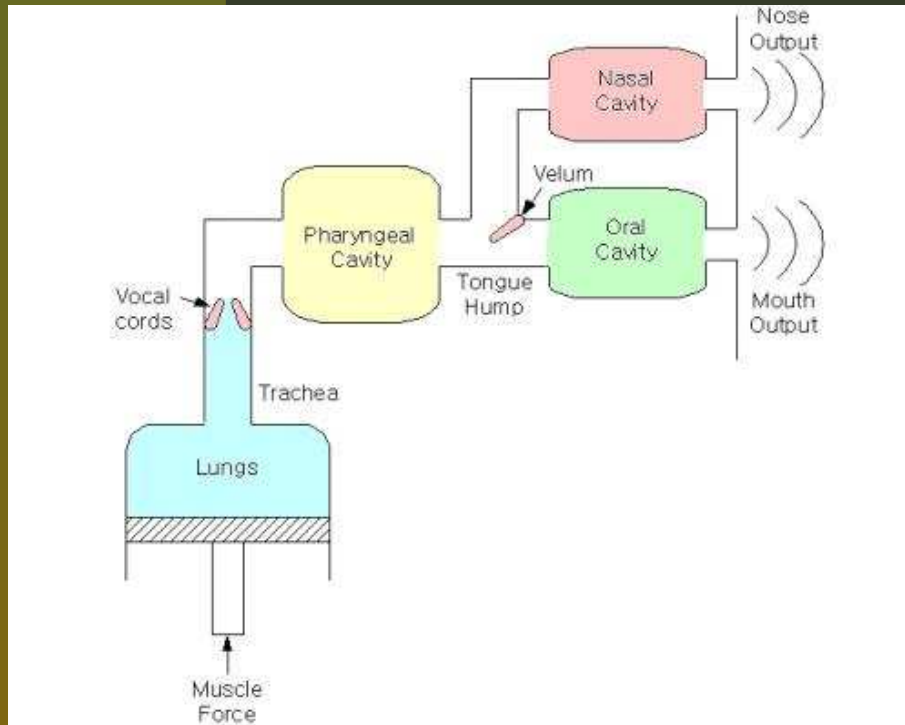 Nose
Output
Nasal
Cavity
Velum
Pharyngeal
Cavity
Oral
Cavity
Tongue
Hump
Mouth
Output
Vocal
cords
Trachea
Lungs
Muscle
Force